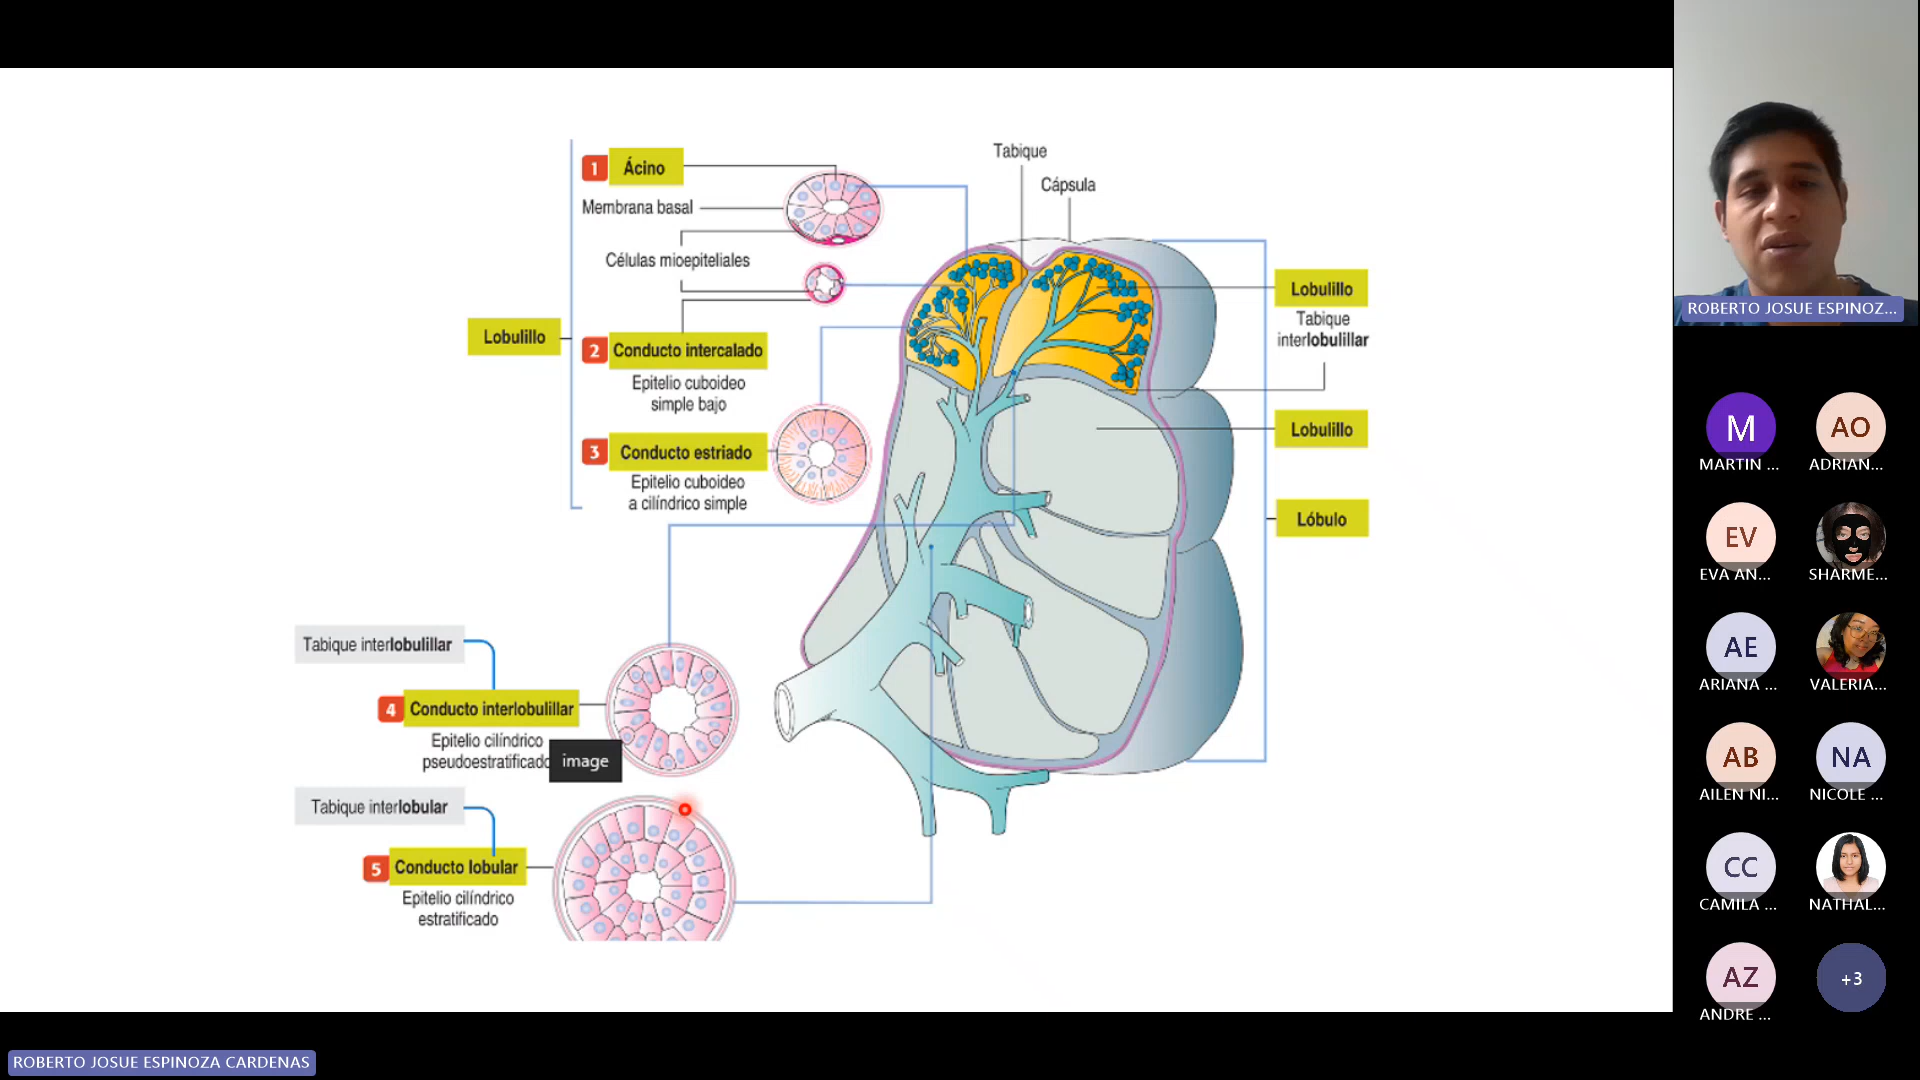 Tabique
Cápsula
1 Ácino
Membrana basal
Células mioepiteliales
Lobulillo
2 Conducto intercalado
Epitelio cuboideo
simple bajo
3 Conducto estriado
Epitelio cuboideo
a cilíndrico simple
Lobulillo
Tabique
interlobulillar
Lobulillo
Lóbulo
Tabique interlobulillar
4 Conducto interlobulillar
Epitelio cilíndrico
pseudoestratificado
image
Tabique interlobular
5 Conducto lobular
Epitelio cilíndrico
estratificado
ROBERTO JOSUE ESPINOZ...
M
MARTIN ...
AO
ADRIAN...
EV
EVA AN...
SHARME...
AE
ARIANA ...
VALERIA...
AB
AILEN NI...
NA
NICOLE ...
CC
CAMILA ...
NATHAL...
AZ
ANDRE ...
+3
ROBERTO JOSUE ESPINOZA CARDENAS